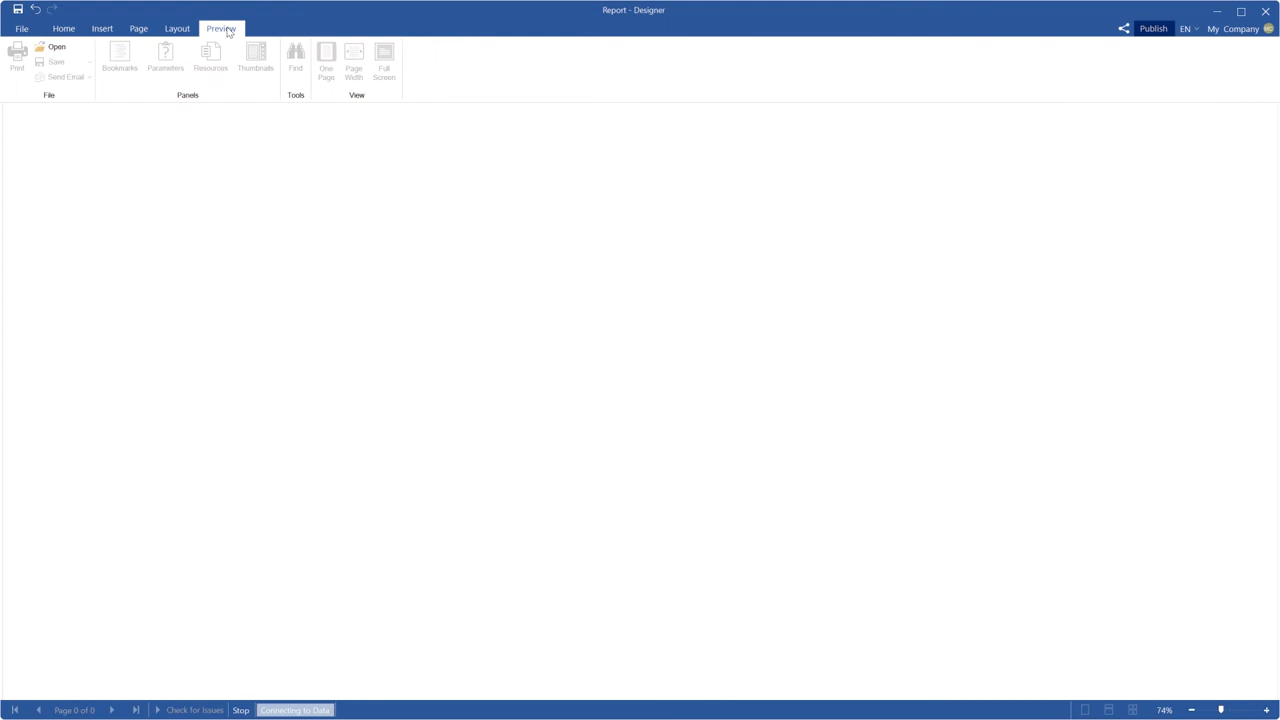 Report - Designer
File Home Insert Page Layout Preview Publish EN My Company
Print Open Save Send Email
File
Bookmarks Parameters Resources Thumbnails
Panels
Find
Tools
One Page Page Width Full Screen
View
Page 0 of 0 Check for Issues Stop Connecting to Data 74%